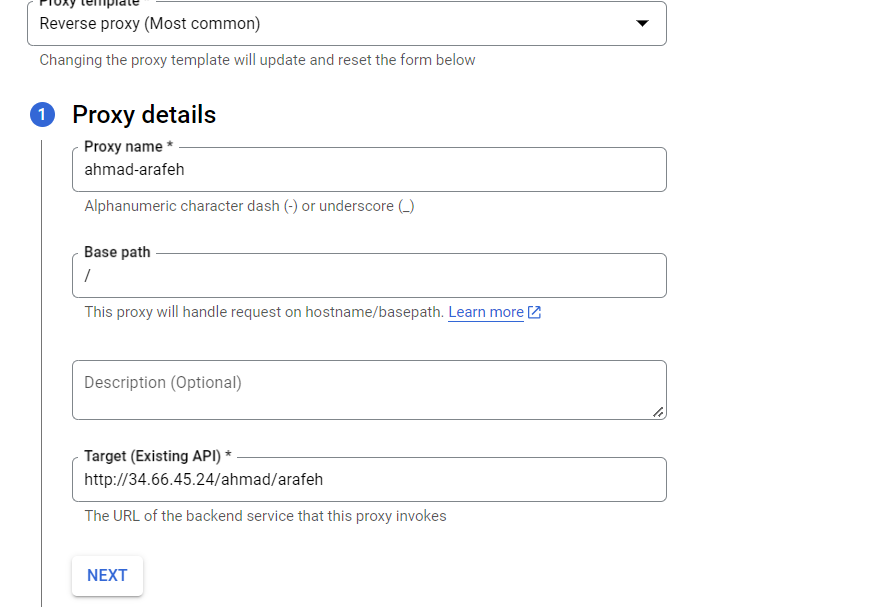 Proxy template *
Reverse proxy (Most common)
Changing the proxy template will update and reset the form below
1 Proxy details
Proxy name *
ahmad-arafeh
Alphanumeric character dash (-) or underscore (_)
Base path
/
This proxy will handle request on hostname/basepath. Learn more
Description (Optional)
Target (Existing API) *
http://34.66.45.24/ahmad/arafeh
The URL of the backend service that this proxy invokes
NEXT